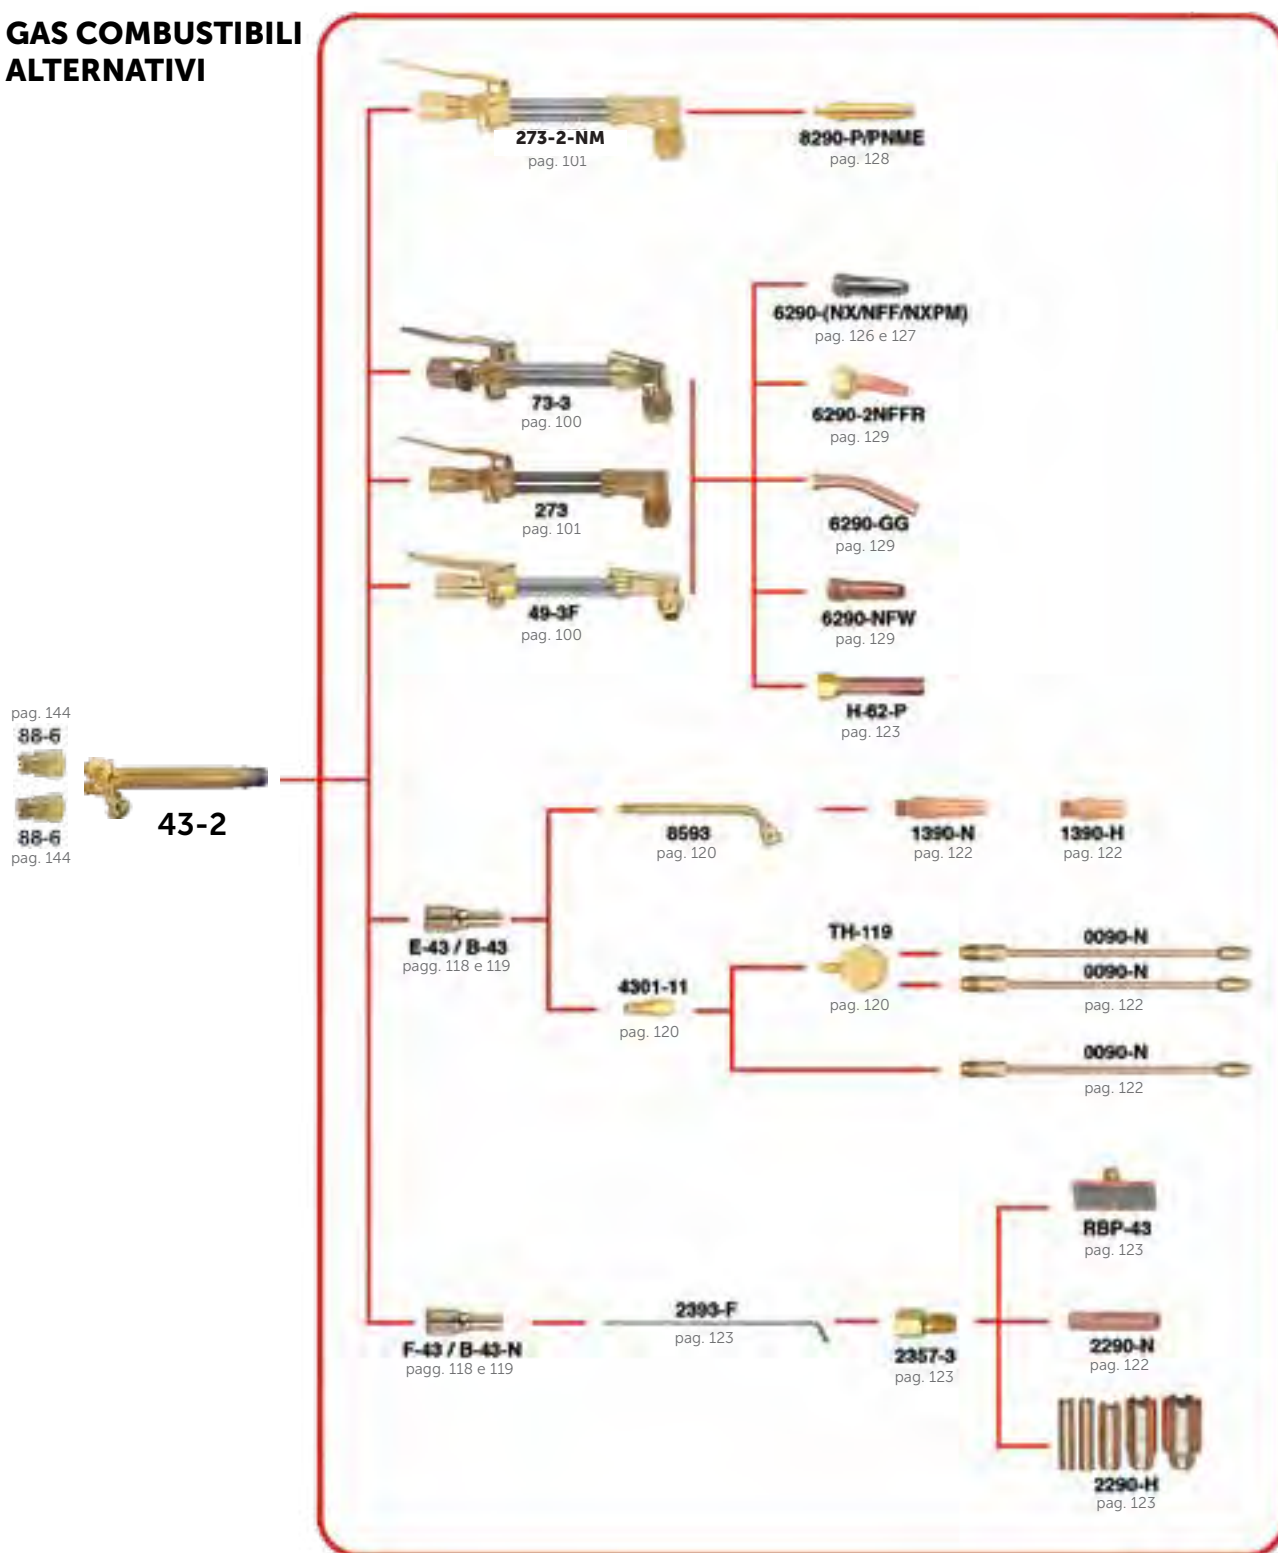 GAS COMBUSTIBILI
ALTERNATIVI
273-2-NM
pag. 101
8290-P/PNME
pag. 128
6290-(NX/NFF/NXPM)
pag. 126 e 127
73-3
pag. 100
6290-2NFFR
pag. 129
273
pag. 101
6290-GG
pag. 129
49-3F
pag. 100
6290-NFW
pag. 129
H-62-P
pag. 123
pag. 144
88-6
43-2
88-6
pag. 144
8593
pag. 120
1390-N
pag. 122
1390-H
pag. 122
E-43 / B-43
pagg. 118 e 119
TH-119
pag. 120
0090-N
0090-N
pag. 122
4301-11
pag. 120
0090-N
pag. 122
RBP-43
pag. 123
F-43 / B-43-N
pagg. 118 e 119
2393-F
pag. 123
2357-3
pag. 123
2290-N
pag. 122
2290-H
pag. 123